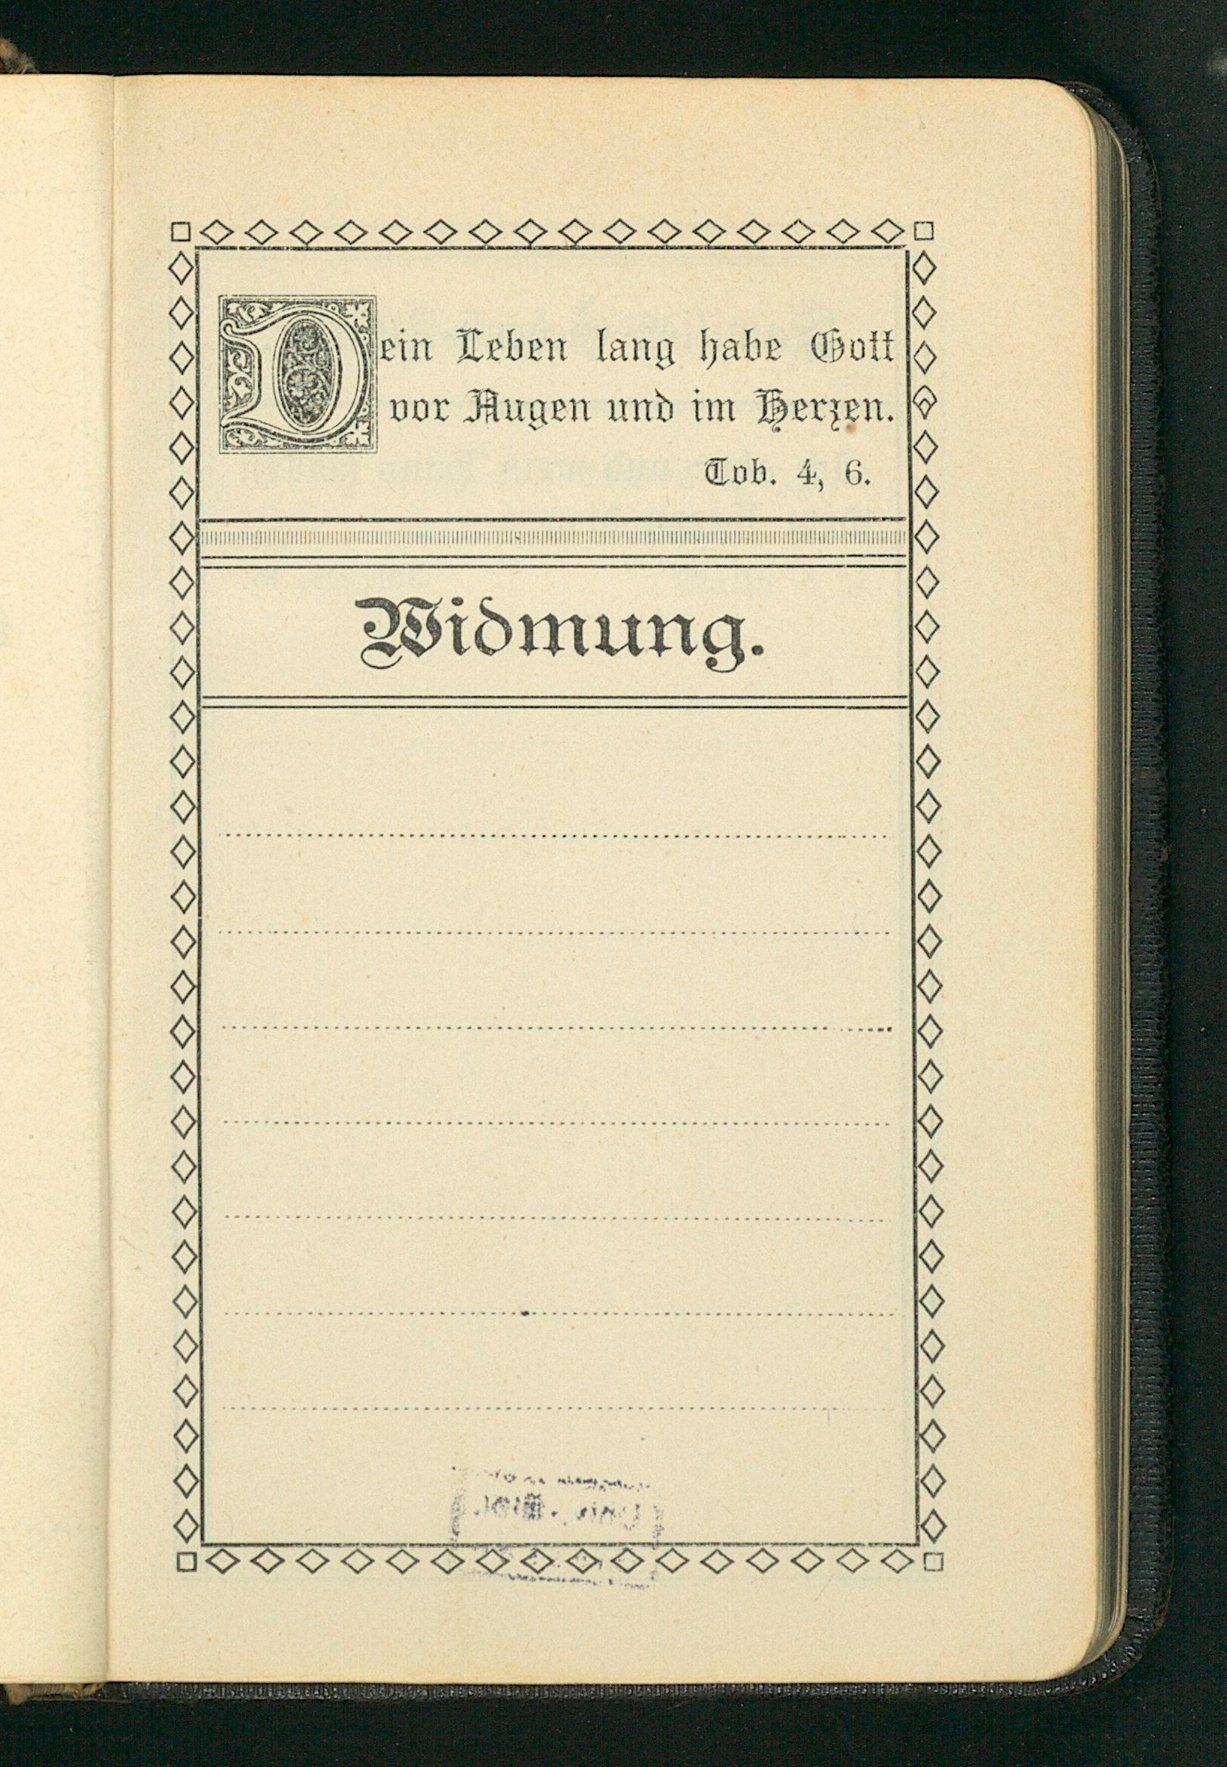 Dein Leben lang habe Gott
vor Augen und im Herzen.
Tob. 4, 6.
Widmung.